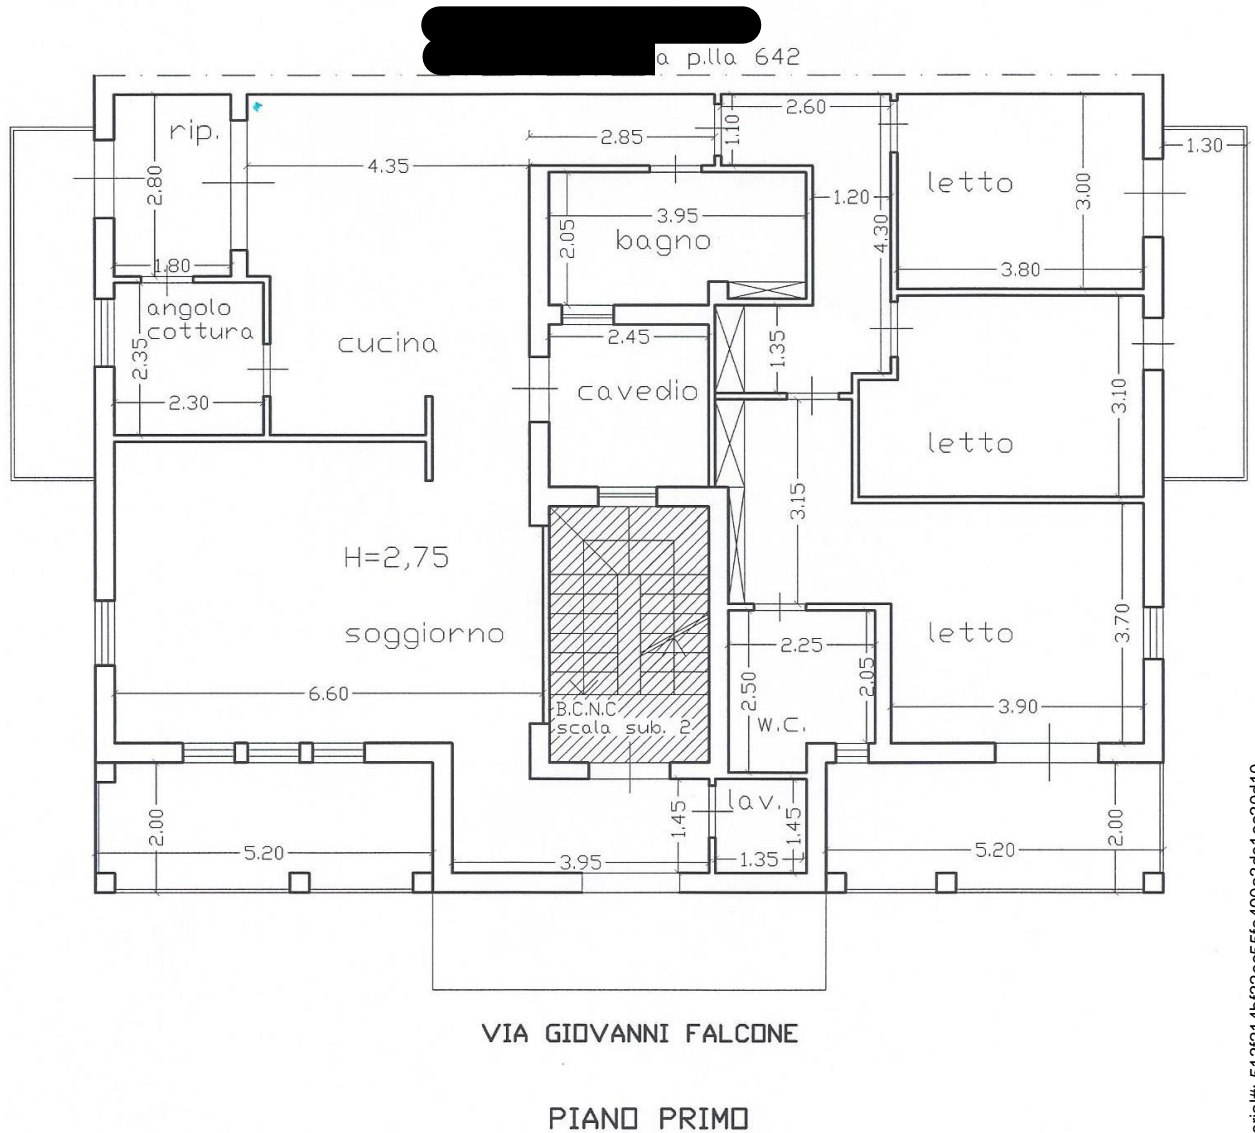 a p.lla 642
2.60
rip.
2.85
1.10
1.30
4.35
letto
2.80
3.00
1.20
3.95
bagno
2.05
4.30
1.80
3.80
angolo
cottura
2.45
cucina
1.35
2.35
cavedio
2.30
3.10
letto
3.15
H=2,75
soggiorno
letto
3.70
2.25
2.05
6.60
2.50
3.90
B.C.N.C
scala sub. 2
W.C.
lav.
2.00
1.45
1.45
2.00
5.20
3.95
1.35
5.20
VIA GIOVANNI FALCONE
PIANO PRIMO